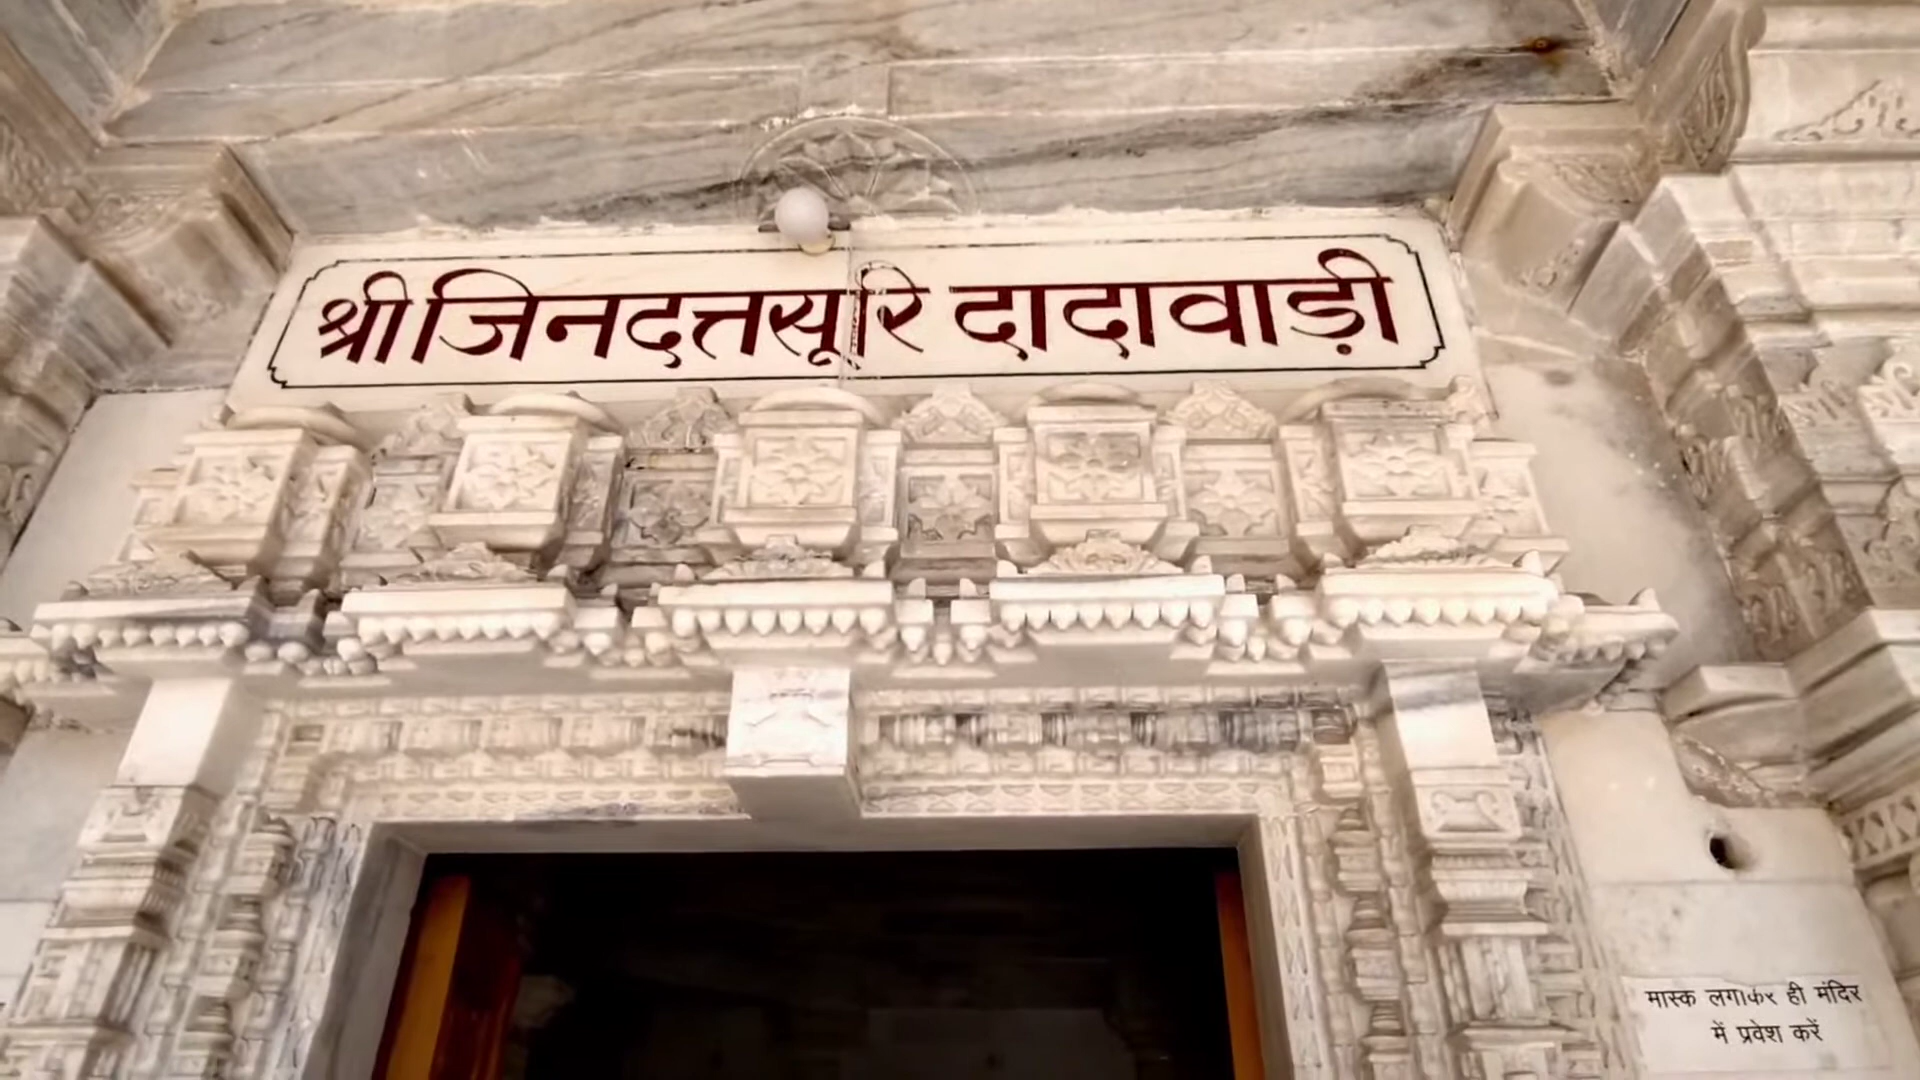 श्री जिनदत्तसूरि दादावाड़ी
मास्क लगाकर ही मंदिर
में प्रवेश करें